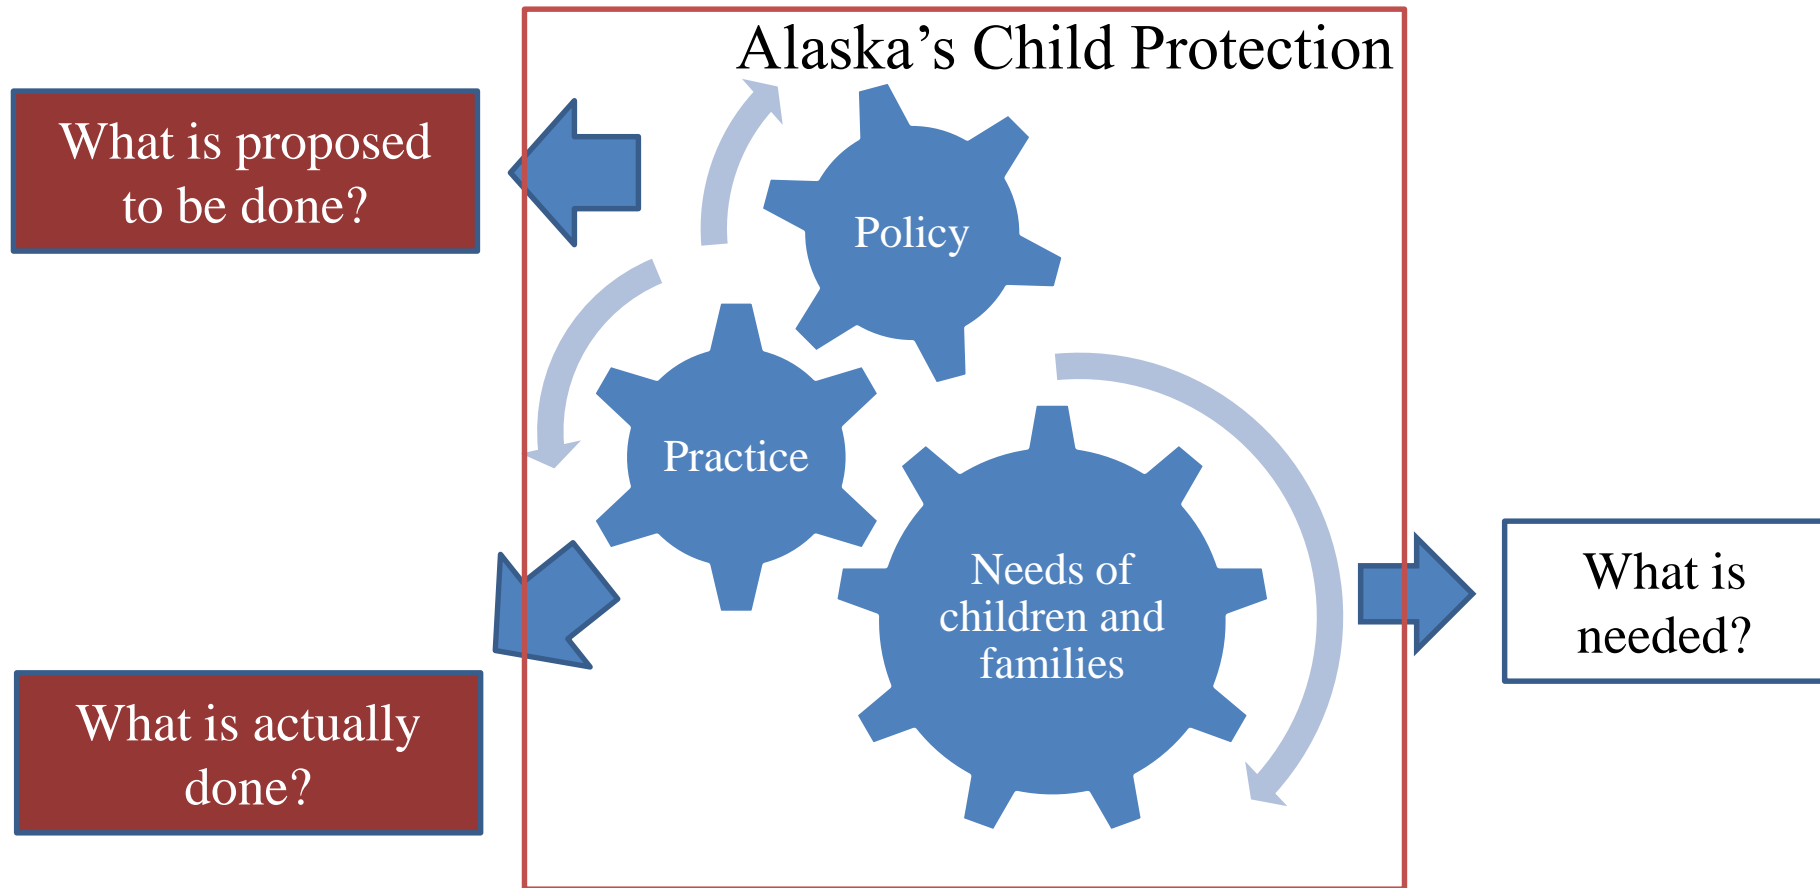 Alaska’s Child Protection
What is proposed
to be done?
Policy
Practice
Needs of
children and
families
What is
needed?
What is actually
done?